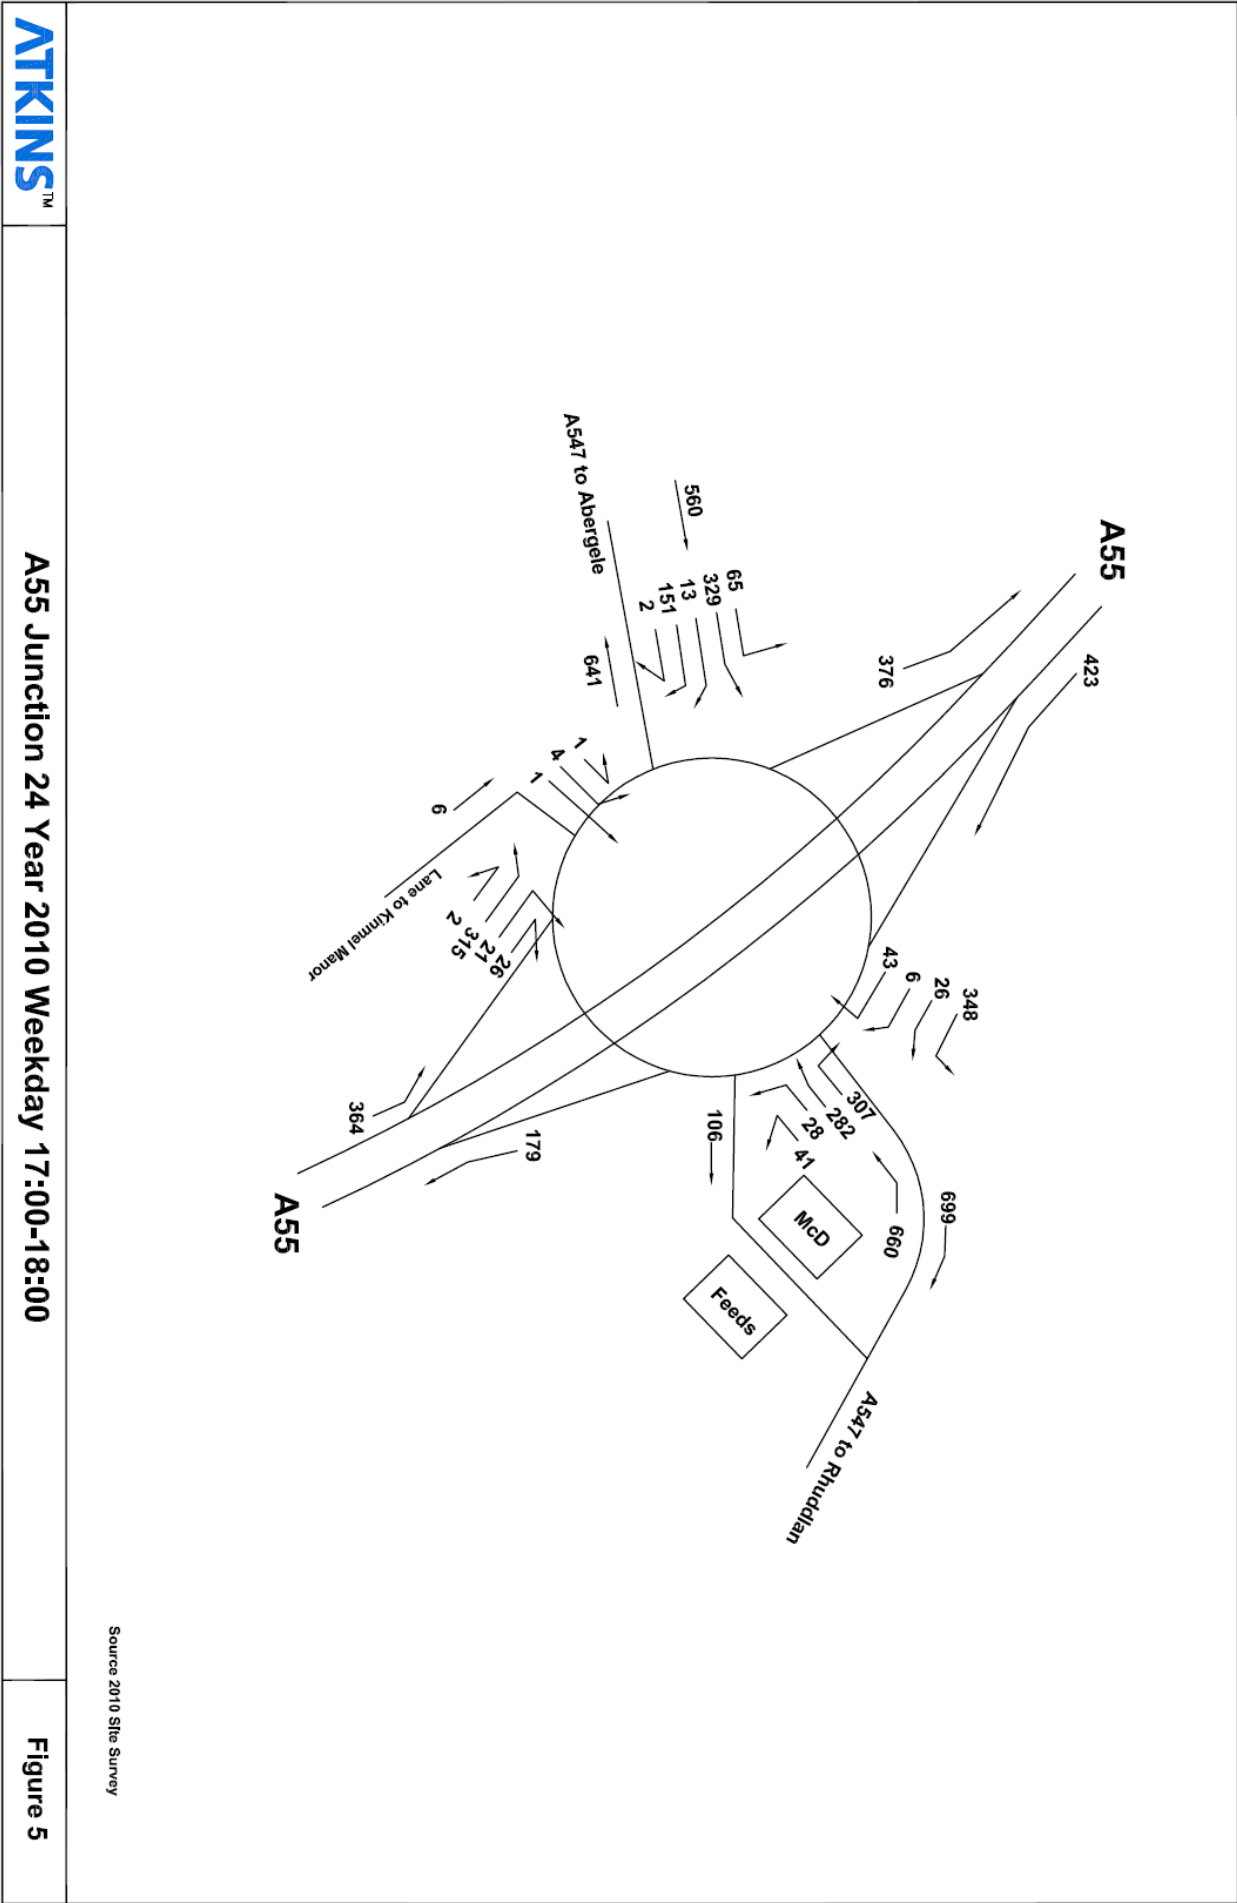 A55
423
376
560
65
329
13
151
2
A547 to Abergele
641
1
4
1
6
Lane to Kinmel Manor
2
315
21
26
364
A55
179
43
6
26
348
307
282
28
41
106
699
660
McD
Feeds
A547 to Rhuddlan
Source 2010 Site Survey
ATKINS™
A55 Junction 24 Year 2010 Weekday 17:00-18:00
Figure 5